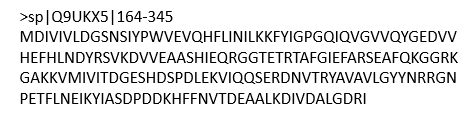 >sp|Q9UKX5|164-345
MDIVIVLDGSNSIYPWVEVQHFLINILKKFYIGPGQIQVGVVQYGEDVV
HEFHLNDYRSVKDVVEAASHIEQRGGTETRTAFGIEFARSEAFQKGGRK
GAKKVMIVITDGESHDSPDLEKVIQQSERDNVTRYAVAVLGYYNRRGN
PETFLNEIKYIASDPDDKHFFNVTDEAALKDIVDALGDRI